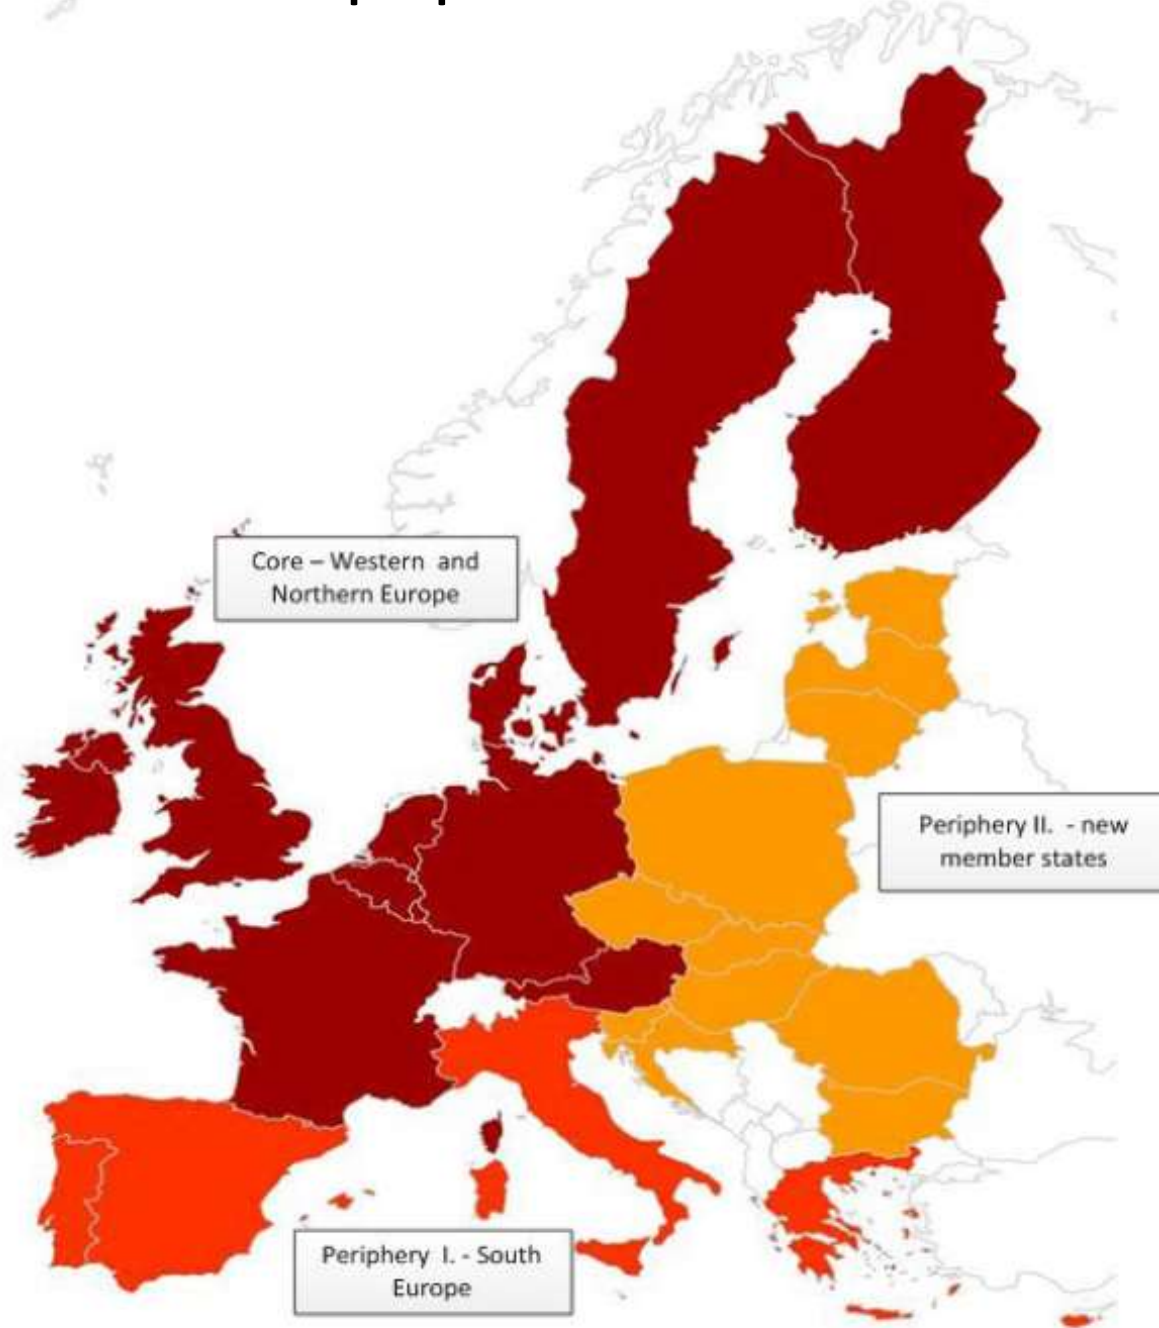 Core – Western and
Northern Europe
Periphery II. - new
member states
Periphery I. - South
Europe